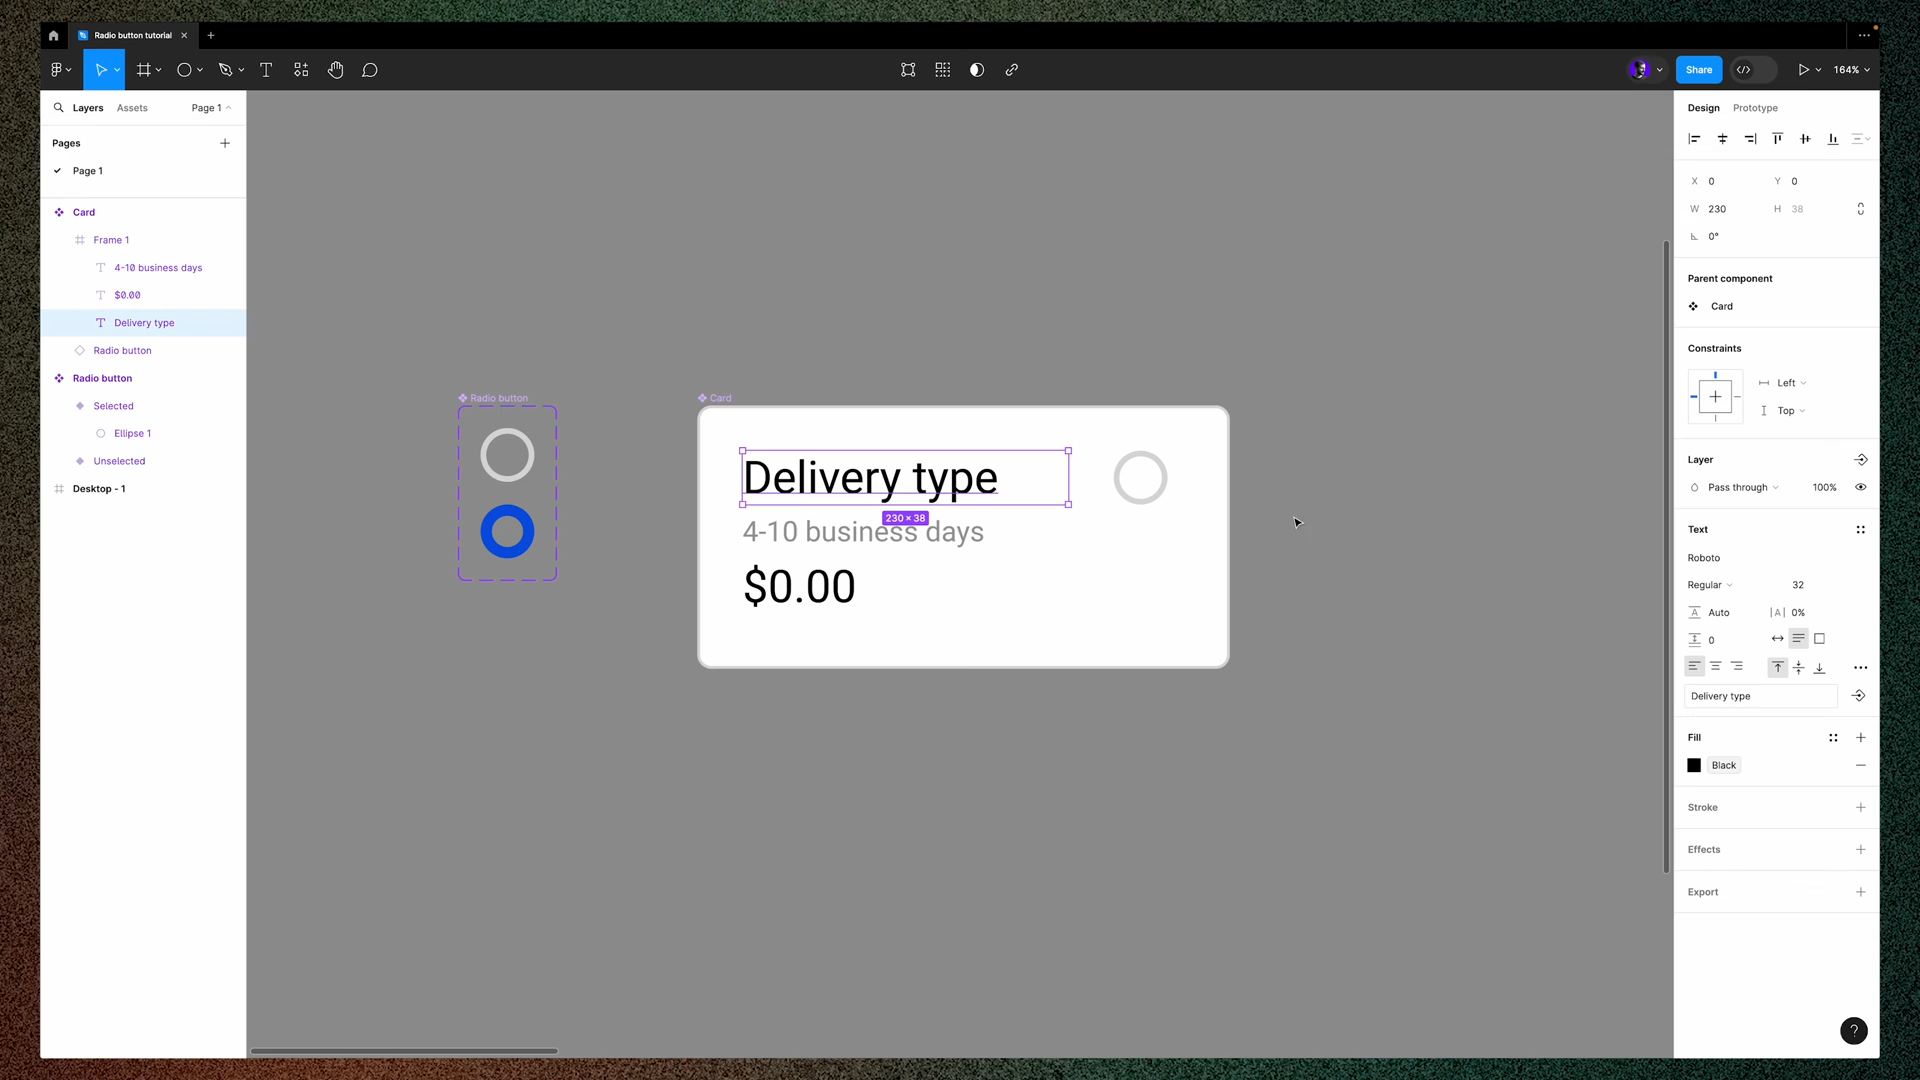 Radio button tutorial
Share
164%
Layers
Assets
Page 1
Pages
Page 1
Card
Frame 1
4-10 business days
$0.00
Delivery type
Radio button
Radio button
Selected
Ellipse 1
Unselected
Desktop - 1
Radio button
Card
Delivery type
230 × 38
4-10 business days
$0.00
Design
Prototype
X 0 Y 0
W 230 H 38
0°
Parent component
Card
Constraints
Left
Top
Layer
Pass through 100%
Text
Roboto
Regular 32
Auto |A| 0%
0
Delivery type
Fill
Black
Stroke
Effects
Export
?